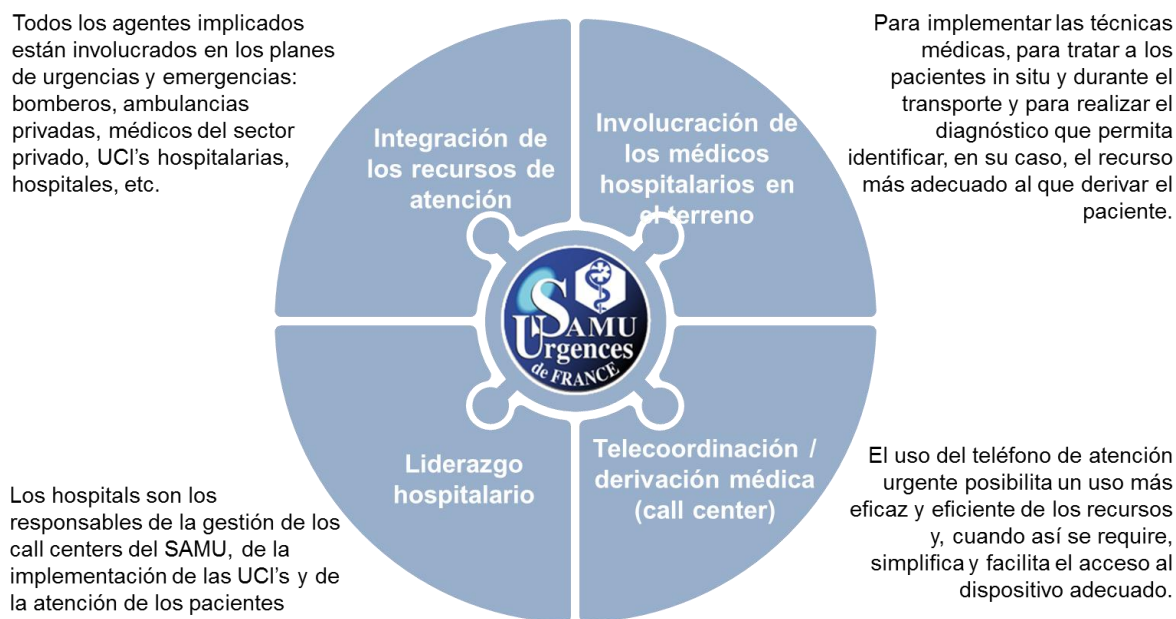 Todos los agentes implicados
están involucrados en los planes
de urgencias y emergencias:
bomberos, ambulancias
privadas, médicos del sector
privado, UCI's hospitalarias,
hospitales, etc.
Integración de
los recursos de
atención
Involucración de
los médicos
hospitalarios en
el terreno
Para implementar las técnicas
médicas, para tratar a los
pacientes in situ y durante el
transporte y para realizar el
diagnóstico que permita
identificar, en su caso, el recurso
más adecuado al que derivar el
paciente.
SAMU
Urgences
de FRANCE
Los hospitals son los
responsables de la gestión de los
call centers del SAMU, de la
implementación de las UCI's y de
la atención de los pacientes
Liderazgo
hospitalario
Telecoordinación /
derivación médica
(call center)
El uso del teléfono de atención
urgente posibilita un uso más
eficaz y eficiente de los recursos
y, cuando así se require,
simplifica y facilita el acceso al
dispositivo adecuado.